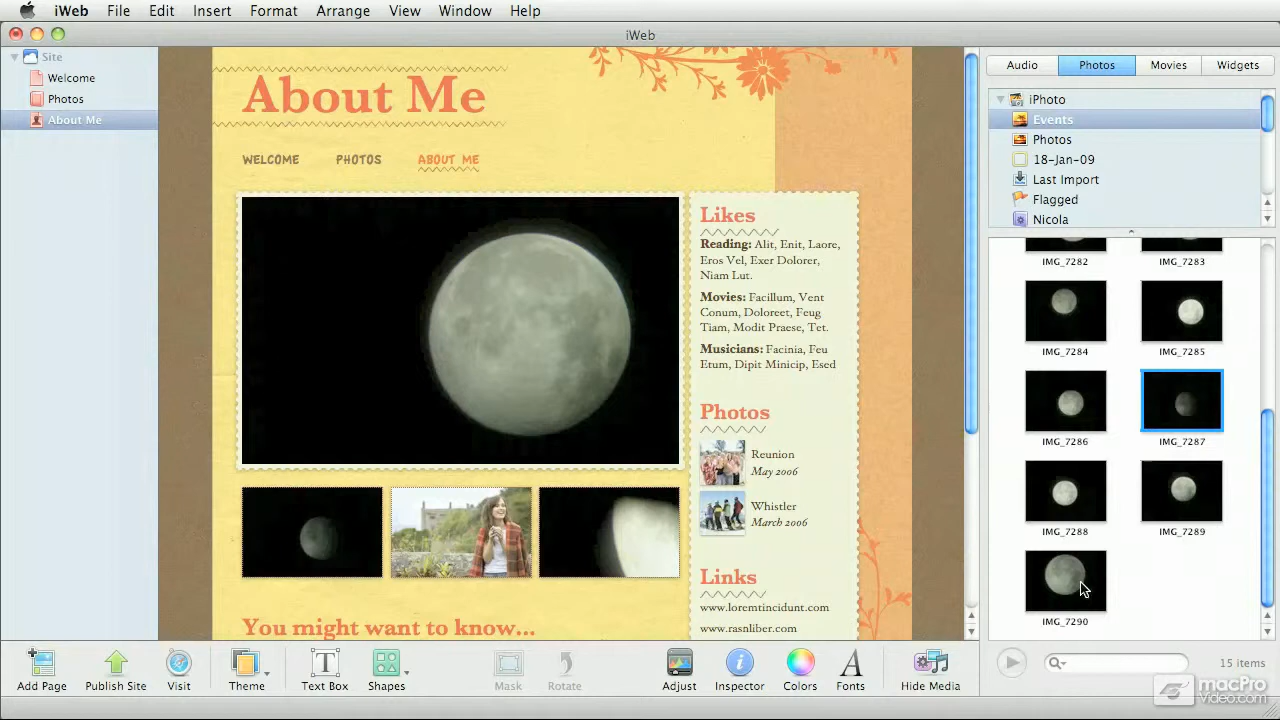 iWeb File Edit Insert Format Arrange View Window Help
iWeb
Site
Welcome
Photos
About Me
About Me
WELCOME PHOTOS ABOUT ME
Likes
Reading: Alit, Enit, Laore,
Eros Vel, Exer Dolorer,
Niam Lut.
Movies: Facillum, Vent
Conum, Doloreet, Feug
Tiam, Modit Praese, Tet.
Musicians: Facinia, Feu
Etum, Dipit Minicip, Esed
Photos
Reunion
May 2006
Whistler
March 2006
Links
www.loremtincidunt.com
www.rasnliber.com
You might want to know...
Audio Photos Movies Widgets
iPhoto
Events
Photos
18-Jan-09
Last Import
Flagged
Nicola
IMG_7282 IMG_7283
IMG_7284 IMG_7285
IMG_7286 IMG_7287
IMG_7288 IMG_7289
IMG_7290
Add Page Publish Site Visit Theme Text Box Shapes Mask Rotate Adjust Inspector Colors Fonts Hide Media
15 items
macPro
Video.com